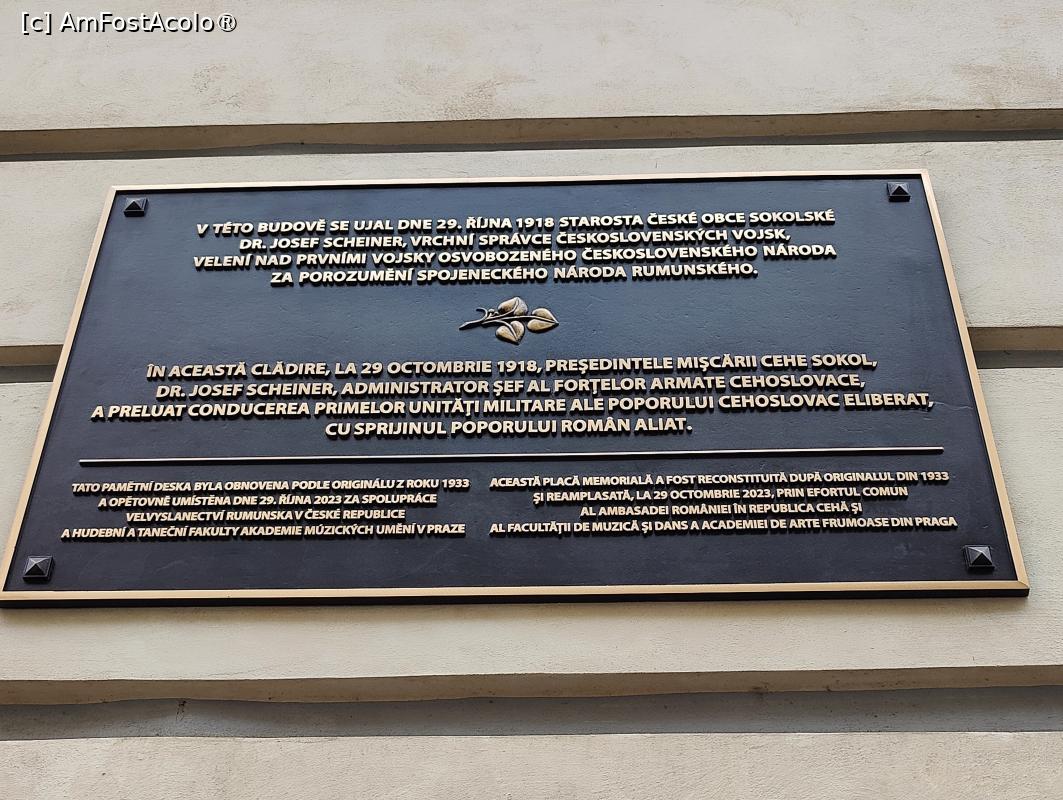 [c] AmFostAcolo®
V TÉTO BUDOVĚ SE UJAL DNE 29. ŘÍJNA 1918 STAROSTA ČESKÉ OBCE SOKOLSKÉ
DR. JOSEF SCHEINER, VRCHNÍ SPRÁVCE ČESKOSLOVENSKÝCH VOJSK,
VELENÍ NAD PRVNÍMI VOJSKY OSVOBOZENÉHO ČESKOSLOVENSKÉHO NÁRODA
ZA POROZUMĚNÍ SPOJENECKÉHO NÁRODA RUMUNSKÉHO.
ÎN ACEASTĂ CLĂDIRE, LA 29 OCTOMBRIE 1918, PREŞEDINTELE MIŞCĂRII CEHE SOKOL,
DR. JOSEF SCHEINER, ADMINISTRATOR ŞEF AL FORŢELOR ARMATE CEHOSLOVACE,
A PRELUAT CONDUCEREA PRIMELOR UNITĂŢI MILITARE ALE POPORULUI CEHOSLOVAC ELIBERAT,
CU SPRIJINUL POPORULUI ROMÂN ALIAT.
TATO PAMĚTNÍ DESKA BYLA OBNOVENA PODLE ORIGINÁLU Z ROKU 1933
A OPĚTOVNĚ UMÍSTĚNA DNE 29. ŘÍJNA 2023 ZA SPOLUPRÁCE
VELVYSLANECTVÍ RUMUNSKA V ČESKÉ REPUBLICE
A HUDEBNÍ A TANEČNÍ FAKULTY AKADEMIE MÚZICKÝCH UMĚNÍ V PRAZE
ACEASTĂ PLACĂ MEMORIALĂ A FOST RECONSTITUITĂ DUPĂ ORIGINALUL DIN 1933
ŞI REAMPLASATĂ, LA 29 OCTOMBRIE 2023, PRIN EFORTUL COMUN
AL AMBASADEI ROMÂNIEI ÎN REPUBLICA CEHĂ ŞI
AL FACULTĂŢII DE MUZICĂ ŞI DANS A ACADEMIEI DE ARTE FRUMOASE DIN PRAGA